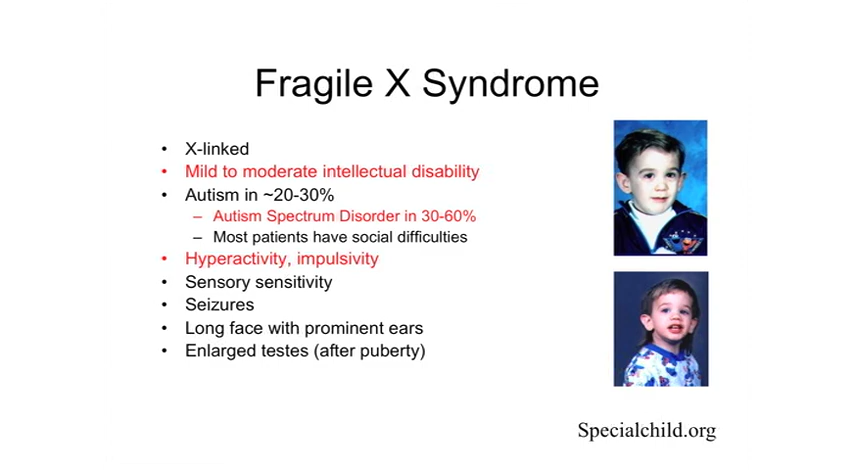 Fragile X Syndrome
• X-linked
• Mild to moderate intellectual disability
• Autism in ~20-30%
– Autism Spectrum Disorder in 30-60%
– Most patients have social difficulties
• Hyperactivity, impulsivity
• Sensory sensitivity
• Seizures
• Long face with prominent ears
• Enlarged testes (after puberty)
Specialchild.org